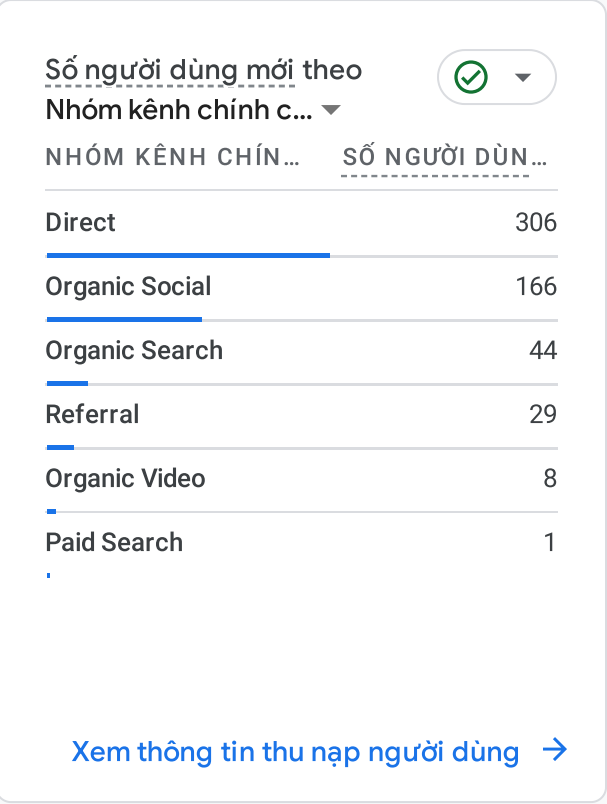 Số người dùng mới theo
Nhóm kênh chính c...
NHÓM KÊNH CHÍN... SỐ NGƯỜI DÙN...
Direct 306
Organic Social 166
Organic Search 44
Referral 29
Organic Video 8
Paid Search 1
Xem thông tin thu nạp người dùng